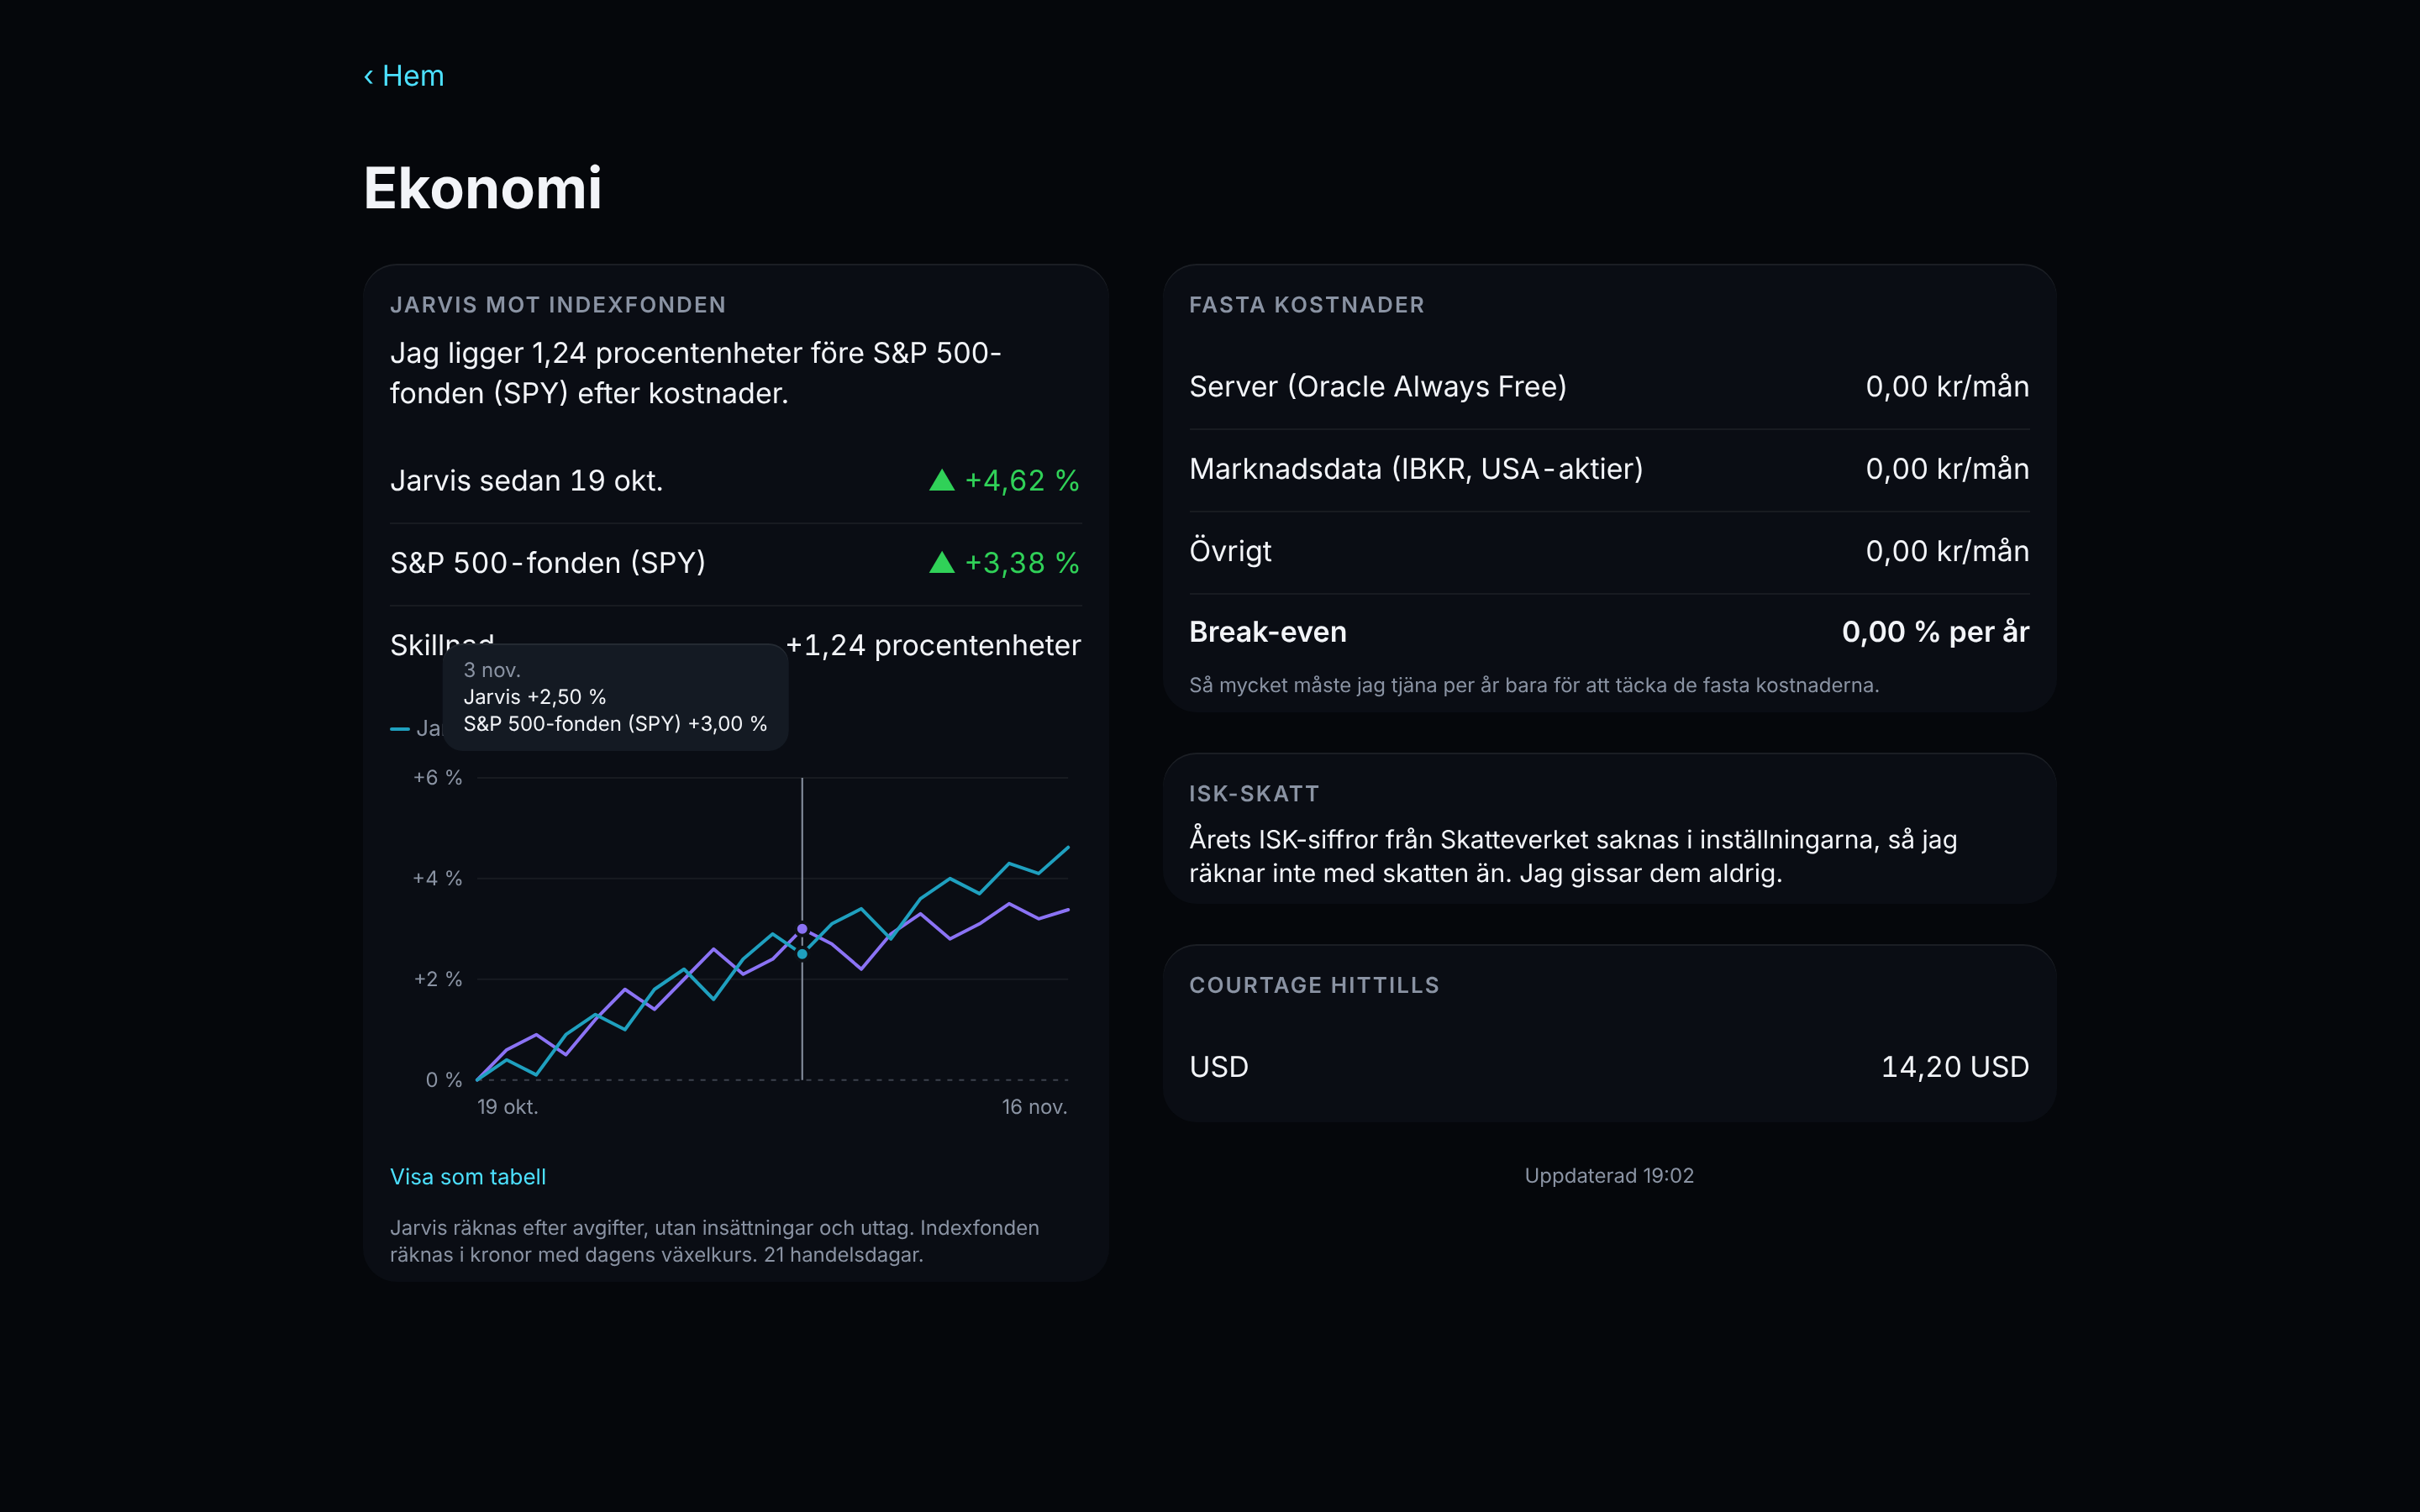 ‹ Hem
Ekonomi
JARVIS MOT INDEXFONDEN
Jag ligger 1,24 procentenheter före S&P 500-
fonden (SPY) efter kostnader.
Jarvis sedan 19 okt. ▲ +4,62 %
S&P 500-fonden (SPY) ▲ +3,38 %
+1,24 procentenheter
3 nov.
Jarvis +2,50 %
S&P 500-fonden (SPY) +3,00 %
+6 %
+4 %
+2 %
0 %
19 okt. 16 nov.
Visa som tabell
Jarvis räknas efter avgifter, utan insättningar och uttag. Indexfonden
räknas i kronor med dagens växelkurs. 21 handelsdagar.
FASTA KOSTNADER
Server (Oracle Always Free) 0,00 kr/mån
Marknadsdata (IBKR, USA-aktier) 0,00 kr/mån
Övrigt 0,00 kr/mån
Break-even 0,00 % per år
Så mycket måste jag tjäna per år bara för att täcka de fasta kostnaderna.
ISK-SKATT
Årets ISK-siffror från Skatteverket saknas i inställningarna, så jag
räknar inte med skatten än. Jag gissar dem aldrig.
COURTAGE HITTILLS
USD 14,20 USD
Uppdaterad 19:02